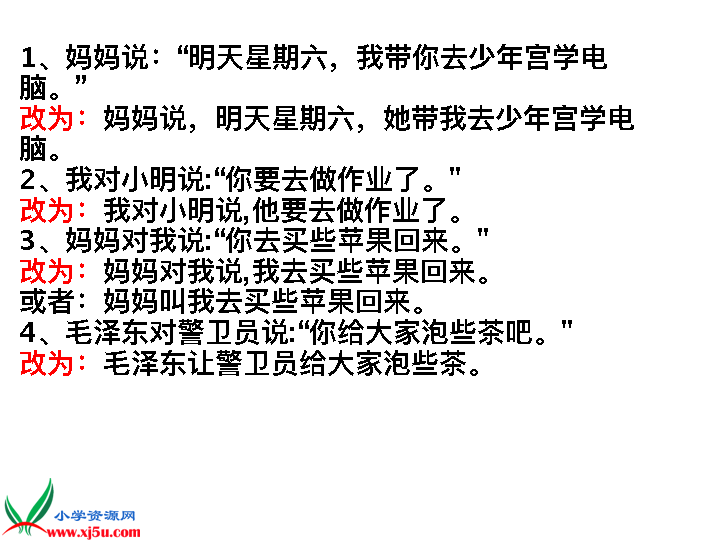 1、妈妈说：“明天星期六，我带你去少年宫学电
脑。”
改为：妈妈说，明天星期六，她带我去少年宫学电
脑。
2、我对小明说:“你要去做作业了。"
改为：我对小明说,他要去做作业了。
3、妈妈对我说:“你去买些苹果回来。"
改为：妈妈对我说,我去买些苹果回来。
或者：妈妈叫我去买些苹果回来。
4、毛泽东对警卫员说:“你给大家泡些茶吧。"
改为：毛泽东让警卫员给大家泡些茶。
小学资源网
www.xj5u.com